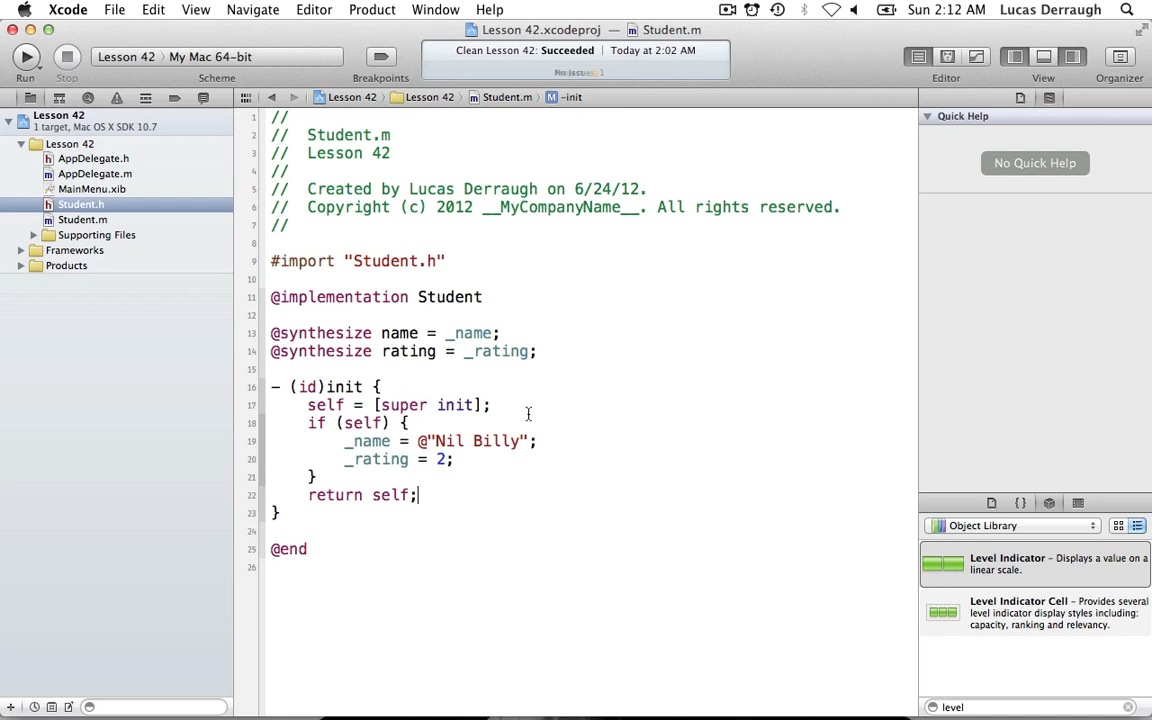 Xcode File Edit View Navigate Editor Product Window Help Sun 2:12 AM Lucas Derraugh
Lesson 42.xcodeproj — Student.m
Run Stop Lesson 42 My Mac 64-bit Scheme Breakpoints Clean Lesson 42: Succeeded Today at 2:02 AM Editor View Organizer
Lesson 42 Lesson 42 Student.m M -init
Lesson 42
1 target, Mac OS X SDK 10.7
Lesson 42
h AppDelegate.h
m AppDelegate.m
MainMenu.xib
h Student.h
m Student.m
Supporting Files
Frameworks
Products
1 //
2 // Student.m
3 // Lesson 42
4 //
5 // Created by Lucas Derraugh on 6/24/12.
6 // Copyright (c) 2012 __MyCompanyName__. All rights reserved.
7 //
8
9 #import "Student.h"
10
11 @implementation Student
12
13 @synthesize name = _name;
14 @synthesize rating = _rating;
15
16 - (id)init {
17 self = [super init];
18 if (self) {
19 _name = @"Nil Billy";
20 _rating = 2;
21 }
22 return self;
23 }
24
25 @end
26
Quick Help
No Quick Help
Object Library
Level Indicator - Displays a value on a
linear scale.
Level Indicator Cell - Provides several
level indicator display styles including:
capacity, ranking and relevancy.
level